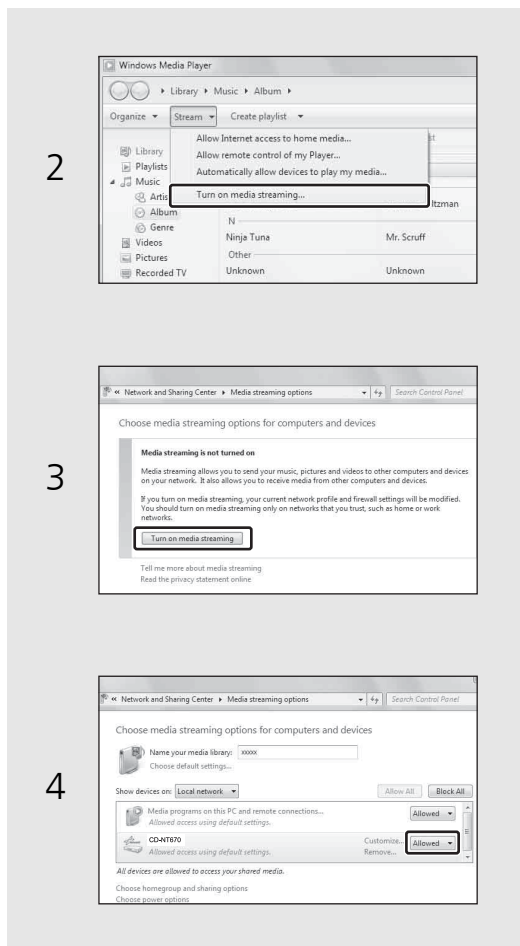 2
Windows Media Player
Library Music Album
Organize Stream Create playlist
Allow Internet access to home media...
Library
Allow remote control of my Player...
Playlists
Automatically allow devices to play my media...
Music
Turn on media streaming...
Album
N
Genre
Ninja Tuna Mr. Scruff
Videos
Other
Pictures
Unknown Unknown
Recorded TV
3
« Network and Sharing Center Media streaming options Search Control Panel
Choose media streaming options for computers and devices
Media streaming is not turned on
Media streaming allows you to send your music, pictures and videos to other computers and devices
on your network. It also allows you to receive media from other computers and devices.
If you turn on media streaming, your current network profile and firewall settings will be modified.
You should turn on media streaming only on networks that you trust, such as home or work
networks.
Turn on media streaming
Tell me more about media streaming
Read the privacy statement online
4
« Network and Sharing Center Media streaming options Search Control Panel
Choose media streaming options for computers and devices
Name your media library: xxxxx
Choose default settings...
Show devices on: Local network Allow All Block All
Media programs on this PC and remote connections... Allowed
Allowed access using default settings.
CD-NT670 Customize... Allowed
Allowed access using default settings. Remove...
All devices are allowed to access your shared media.
Choose homegroup and sharing options
Choose power options